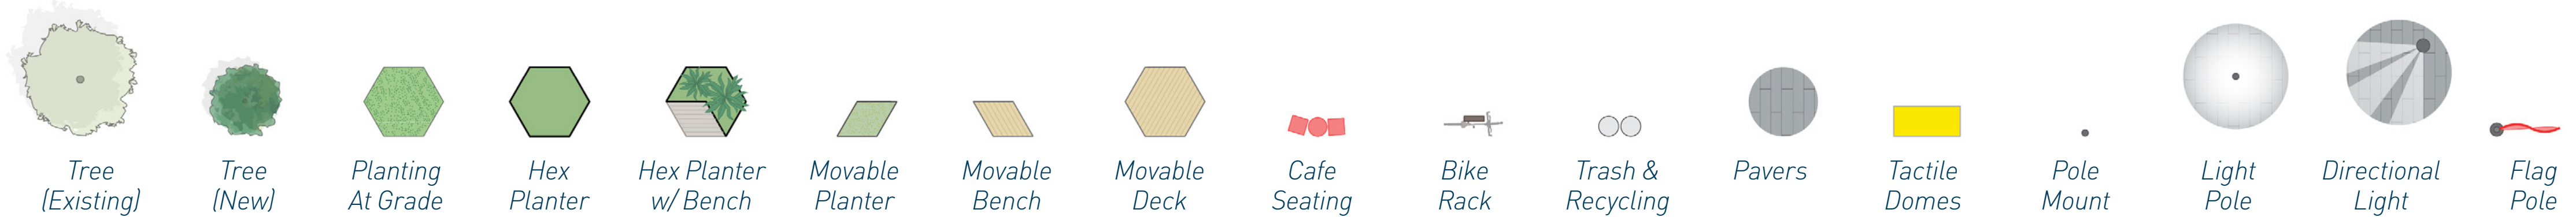 Tree
(Existing)
Tree
(New)
Planting
At Grade
Hex
Planter
Hex Planter
w/ Bench
Movable
Planter
Movable
Bench
Movable
Deck
Cafe
Seating
Bike
Rack
Trash &
Recycling
Pavers
Tactile
Domes
Pole
Mount
Light
Pole
Directional
Light
Flag
Pole